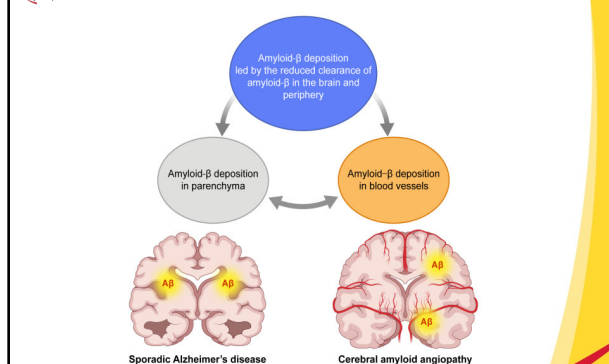 Amyloid-β deposition
led by the reduced clearance of
amyloid-β in the brain and
periphery
Amyloid-β deposition
in parenchyma
Amyloid–β deposition
in blood vessels
Aβ
Aβ
Aβ
Aβ
Sporadic Alzheimer's disease
Cerebral amyloid angiopathy